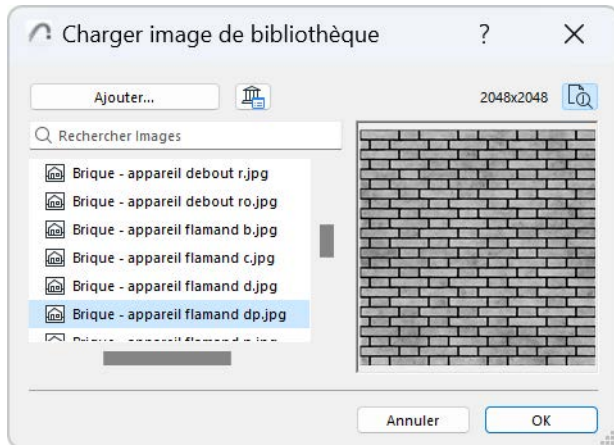 Charger image de bibliothèque
?
Ajouter...
2048x2048
Rechercher Images
Brique - appareil debout r.jpg
Brique - appareil debout ro.jpg
Brique - appareil flamand b.jpg
Brique - appareil flamand c.jpg
Brique - appareil flamand d.jpg
Brique - appareil flamand dp.jpg
Annuler
OK